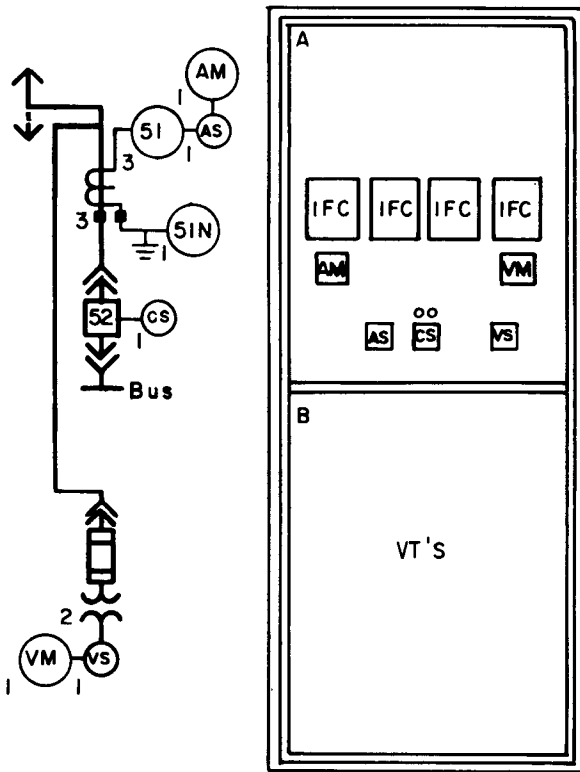 AM
1
51
AS
1
3
3
51N
1
52
CS
1
Bus
2
VM
VS
1
1
A
IFC IFC IFC IFC
AM VM
AS CS VS
B
VT'S